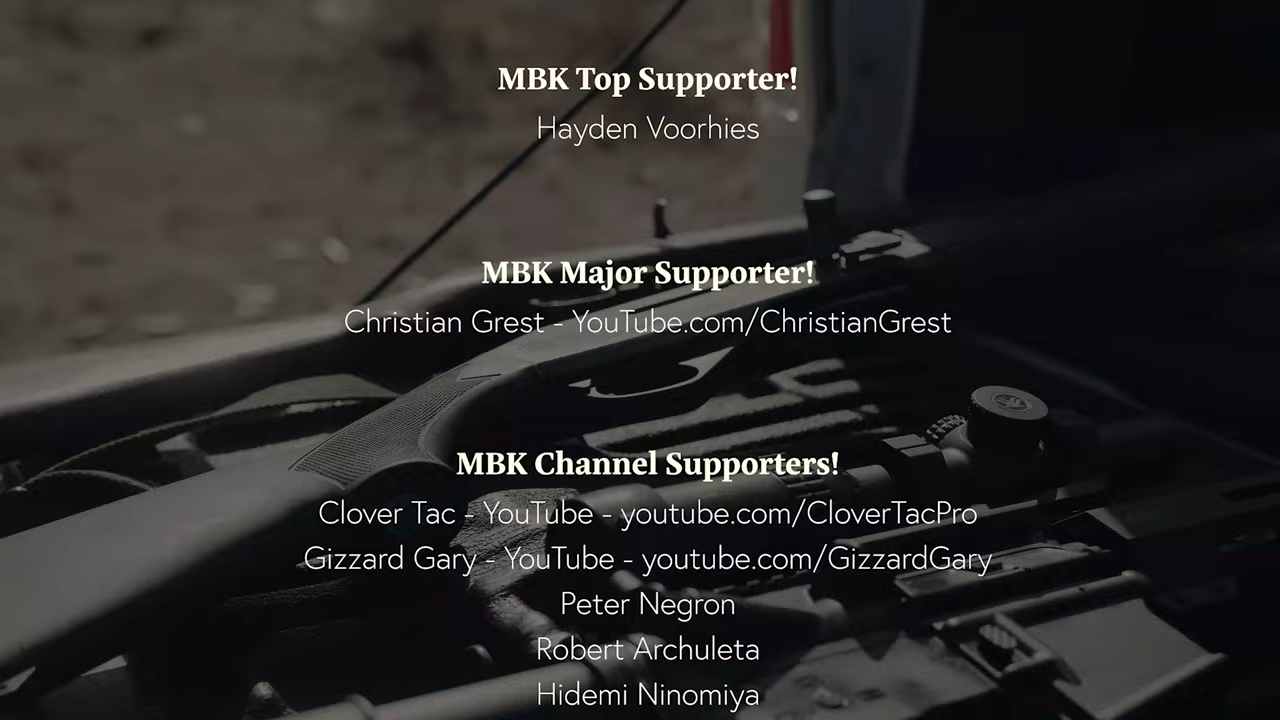 MBK Top Supporter!
Hayden Voorhies
MBK Major Supporter!
Christian Grest - YouTube.com/ChristianGrest
MBK Channel Supporters!
Clover Tac - YouTube - youtube.com/CloverTacPro
Gizzard Gary - YouTube - youtube.com/GizzardGary
Peter Negron
Robert Archuleta
Hidemi Ninomiya